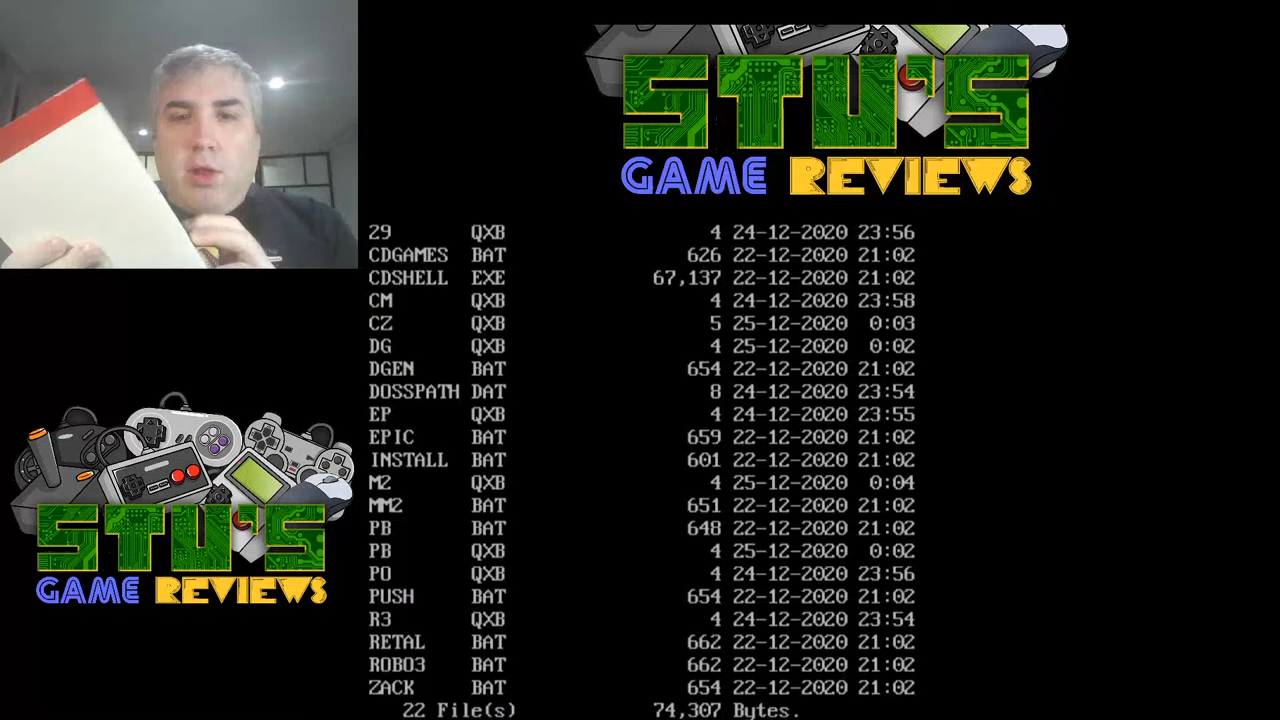 STU'S
GAME REVIEWS
29 QXB 4 24-12-2020 23:56
CDGAMES BAT 626 22-12-2020 21:02
CDSHELL EXE 67,137 22-12-2020 21:02
CM QXB 4 24-12-2020 23:58
CZ QXB 5 25-12-2020 0:03
DG QXB 4 25-12-2020 0:02
DGEN BAT 654 22-12-2020 21:02
DOSSPATH DAT 8 24-12-2020 23:54
EP QXB 4 24-12-2020 23:55
EPIC BAT 659 22-12-2020 21:02
INSTALL BAT 601 22-12-2020 21:02
M2 QXB 4 25-12-2020 0:04
MM2 BAT 651 22-12-2020 21:02
PB BAT 648 22-12-2020 21:02
PB QXB 4 25-12-2020 0:02
PO QXB 4 24-12-2020 23:56
PUSH BAT 654 22-12-2020 21:02
R3 QXB 4 24-12-2020 23:54
RETAL BAT 662 22-12-2020 21:02
ROBO3 BAT 662 22-12-2020 21:02
ZACK BAT 654 22-12-2020 21:02
22 File(s) 74,307 Bytes.
STU'S
GAME REVIEWS